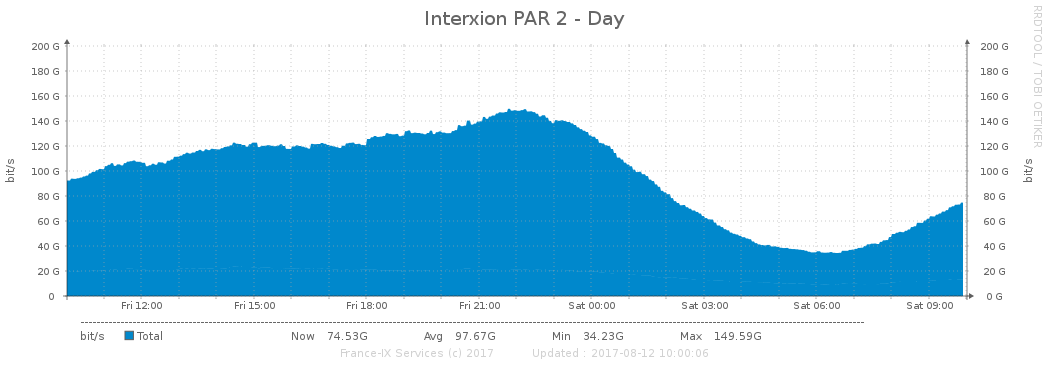 Interxion PAR 2 - Day
RRDTOOL / TOBI OETIKER
bit/s
200 G
180 G
160 G
140 G
120 G
100 G
80 G
60 G
40 G
20 G
0
200 G
180 G
160 G
140 G
120 G
100 G
80 G
60 G
40 G
20 G
0 G
bit/s
Fri 12:00 Fri 15:00 Fri 18:00 Fri 21:00 Sat 00:00 Sat 03:00 Sat 06:00 Sat 09:00
bit/s Total Now 74.53G Avg 97.67G Min 34.23G Max 149.59G
France-IX Services (c) 2017 Updated : 2017-08-12 10:00:06